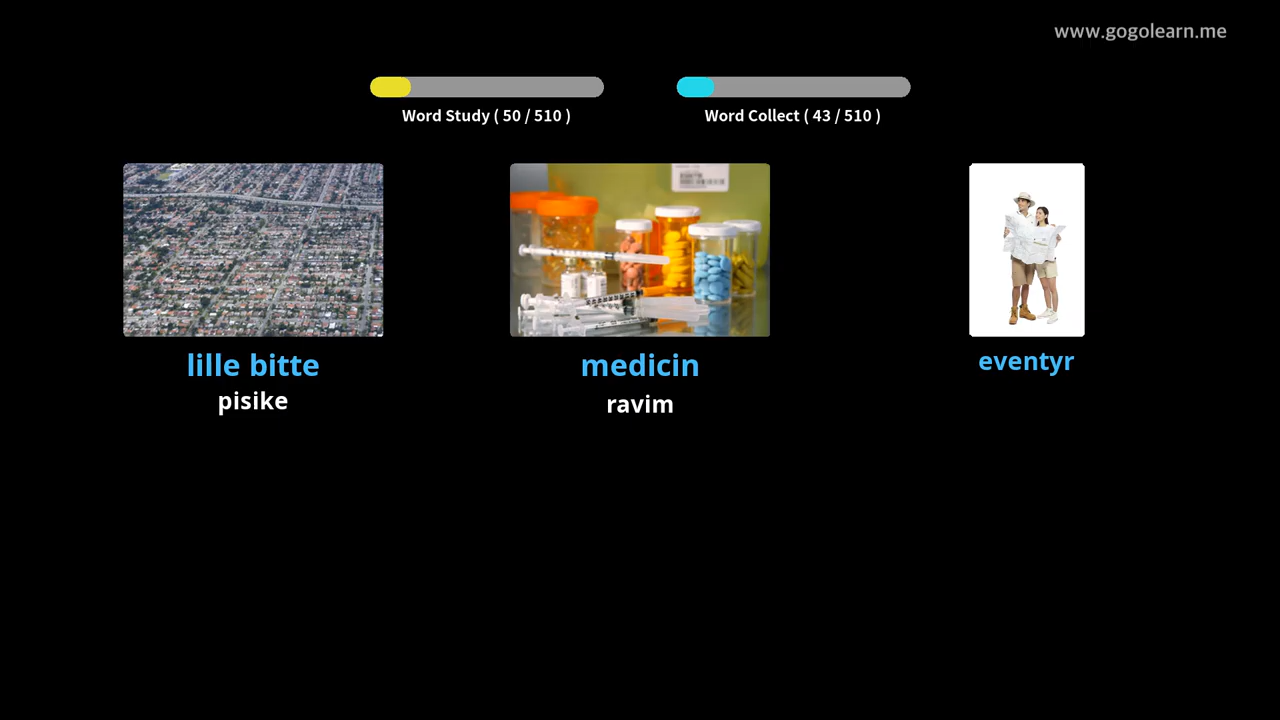 www.gogolearn.me
Word Study ( 50 / 510 )
Word Collect ( 43 / 510 )
lille bitte
pisike
medicin
ravim
eventyr